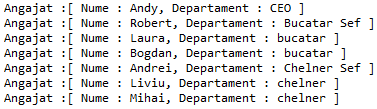 Angajat :[ Nume : Andy, Departament : CEO ]
Angajat :[ Nume : Robert, Departament : Bucatar Sef ]
Angajat :[ Nume : Laura, Departament : bucatar ]
Angajat :[ Nume : Bogdan, Departament : bucatar ]
Angajat :[ Nume : Andrei, Departament : Chelner Sef ]
Angajat :[ Nume : Liviu, Departament : chelner ]
Angajat :[ Nume : Mihai, Departament : chelner ]